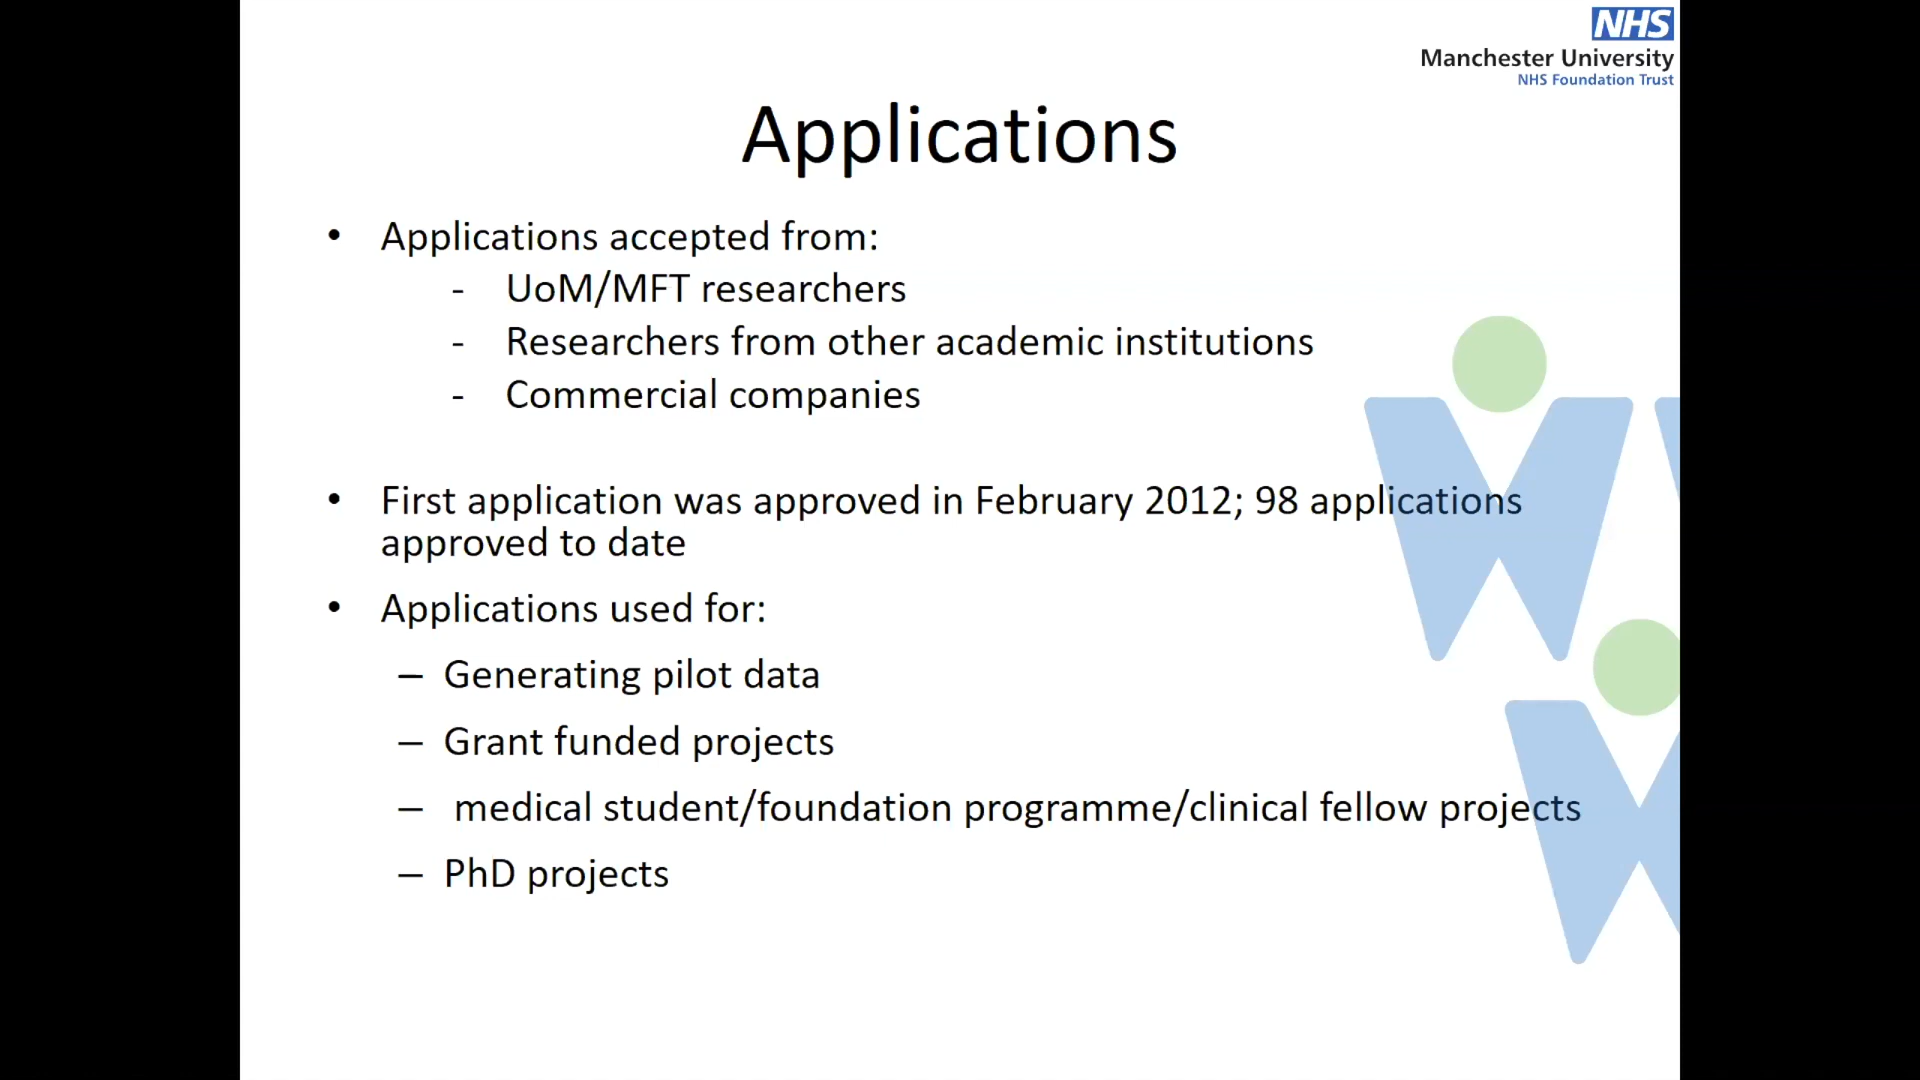 NHS
Manchester University
NHS Foundation Trust
Applications
• Applications accepted from:
- UoM/MFT researchers
- Researchers from other academic institutions
- Commercial companies
• First application was approved in February 2012; 98 applications
approved to date
• Applications used for:
– Generating pilot data
– Grant funded projects
– medical student/foundation programme/clinical fellow projects
– PhD projects